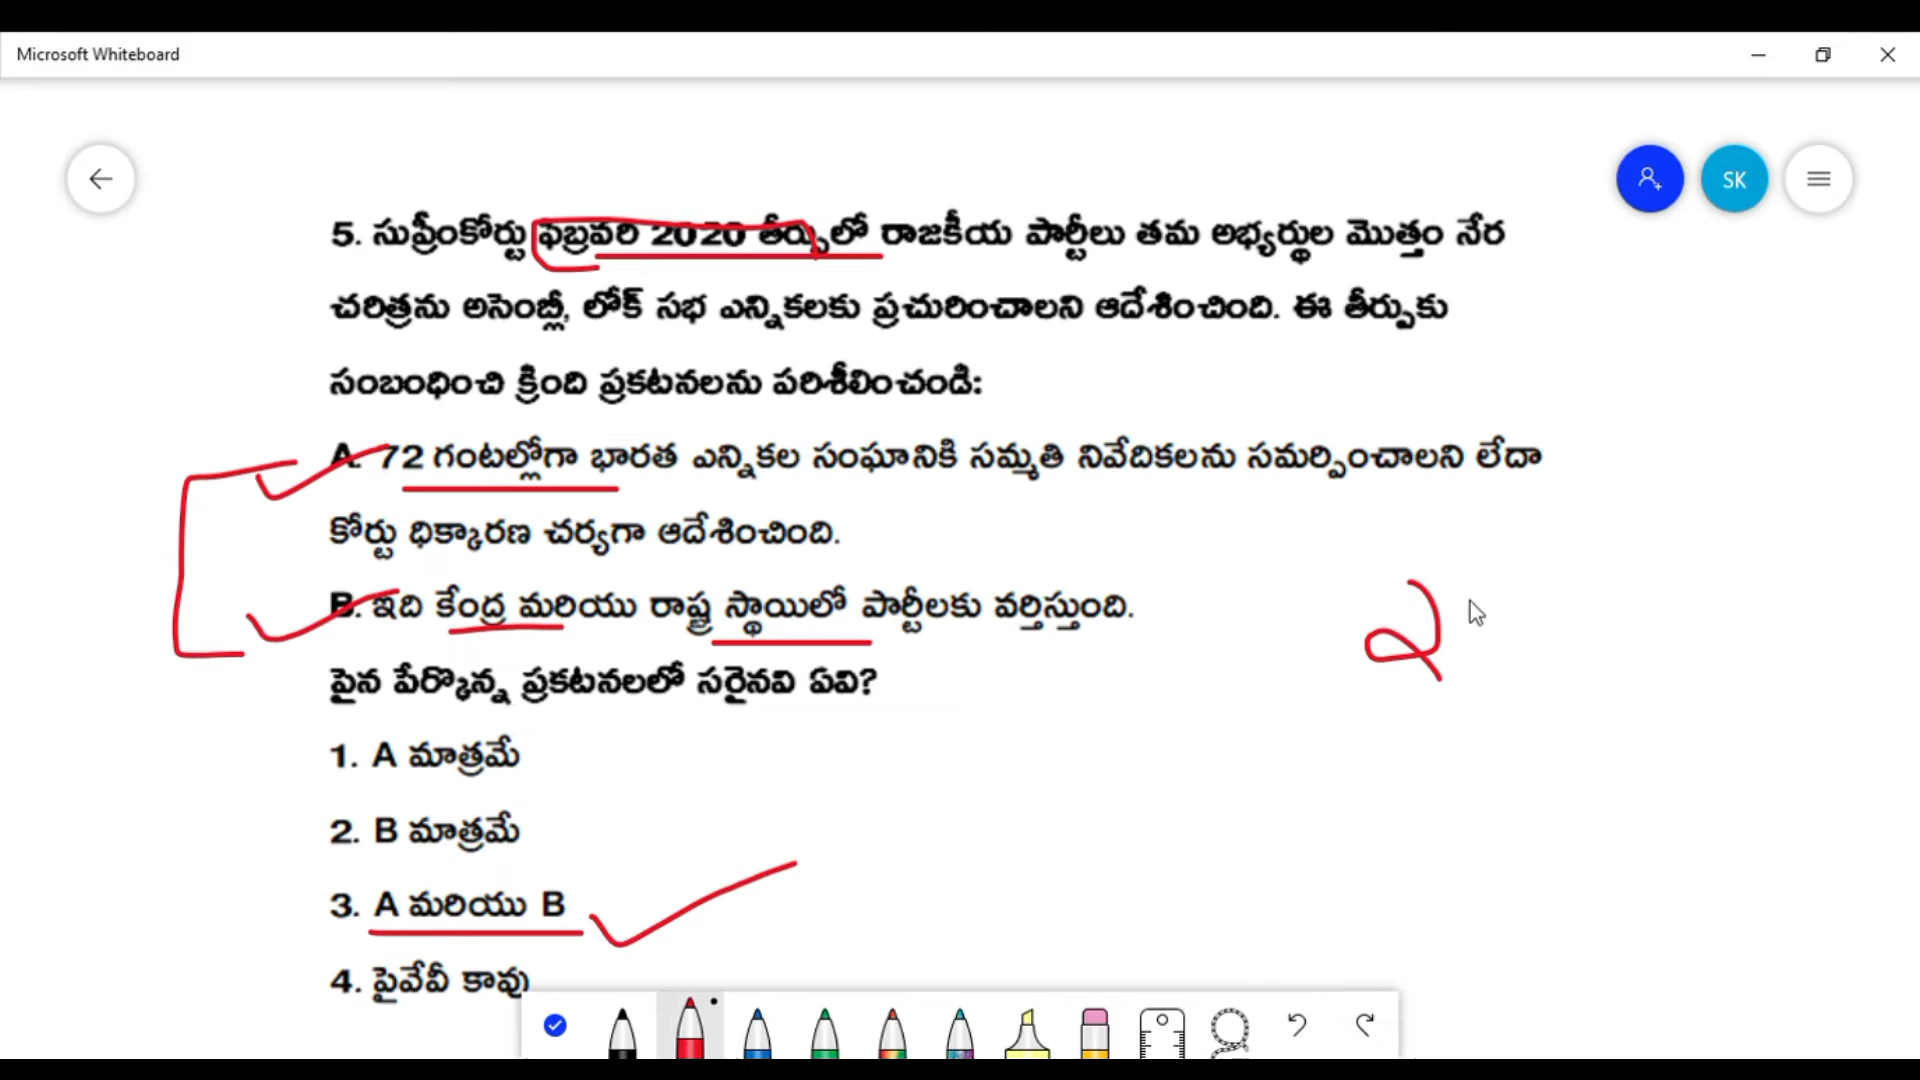 Microsoft Whiteboard
SK
5. సుప్రీంకోర్టు ఫెబ్రవరి 2020 తీర్పులో రాజకీయ పార్టీలు తమ అభ్యర్థుల మొత్తం నేర
చరిత్రను అసెంబ్లీ, లోక్ సభ ఎన్నికలకు ప్రచురించాలని ఆదేశించింది. ఈ తీర్పుకు
సంబంధించి క్రింది ప్రకటనలను పరిశీలించండి:
A. 72 గంటల్లోగా భారత ఎన్నికల సంఘానికి సమ్మతి నివేదికలను సమర్పించాలని లేదా
కోర్టు ధిక్కారణ చర్యగా ఆదేశించింది.
B. ఇది కేంద్ర మరియు రాష్ట్ర స్థాయిలో పార్టీలకు వర్తిస్తుంది.
పైన పేర్కొన్న ప్రకటనలలో సరైనవి ఏవి?
1. A మాత్రమే
2. B మాత్రమే
3. A మరియు B
4. పైవేవీ కావు